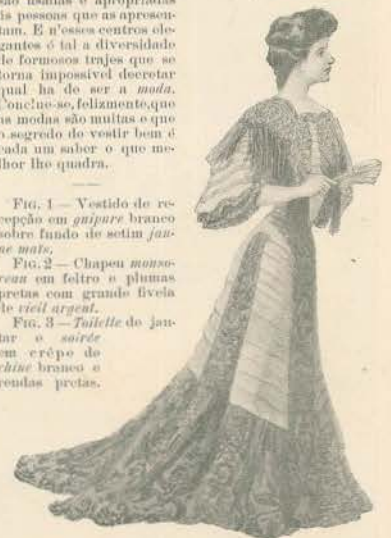 são usadas e apropriadas
ás pessoas que as apresen-
tam. E n'esses centros ele-
gantes é tal a diversidade
de formosos trajes que se
torna impossivel decretar
qual ha de ser a moda.
Conclue-se, felizmente, que
as modas são muitas e que
o segredo de vestir bem é
cada um saber o que me-
lhor lhe quadra.
FIG. 1 — Vestido de re-
cepção em guipure branco
sobre fundo de setim jau-
ne maïs.
FIG. 2 — Chapeu monso-
reau em feltro e plumas
pretas com grande fivela
de vieil argent.
FIG. 3 — Toilette de jan-
tar e soirée
em crêpe de
chine branco e
rendas pretas.